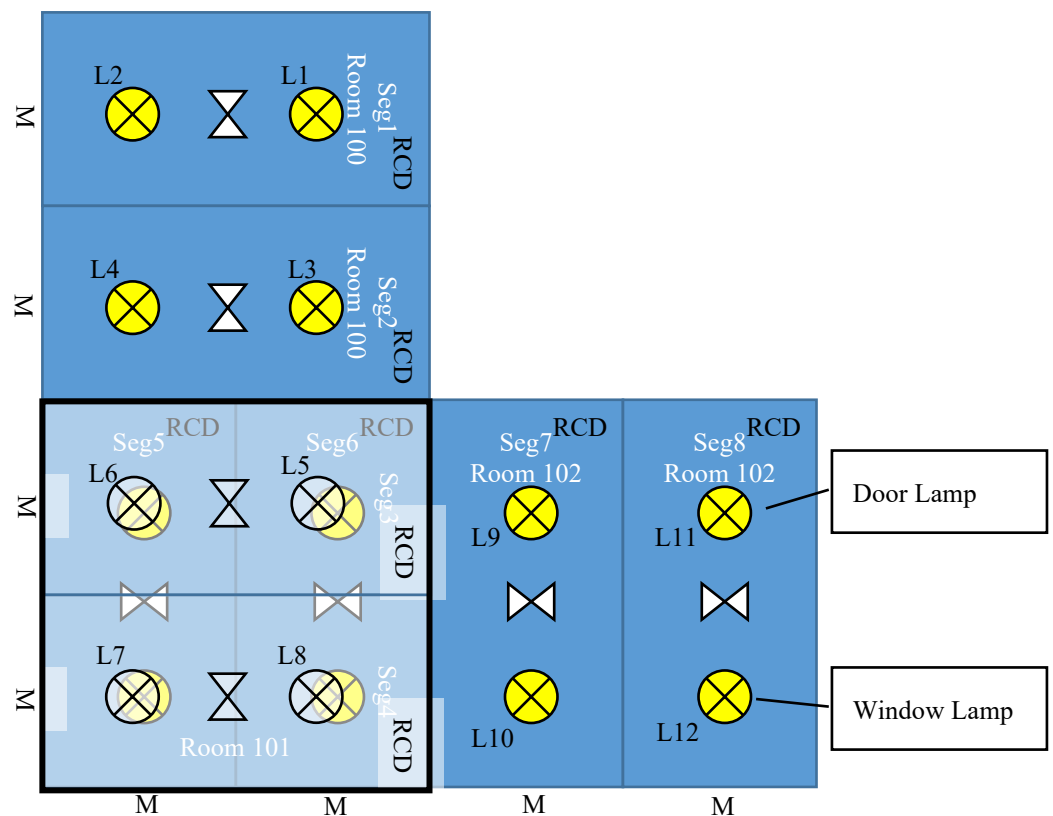 L2
L1
Seg1
Room 100
RCD
M
L4
L3
Seg2
Room 100
RCD
M
Seg5
RCD
Seg6
RCD
L6
L5
Seg3
RCD
M
L7
L8
Seg4
RCD
M
Room 101
Seg7
RCD
Room 102
L9
L10
Seg8
RCD
Room 102
L11
L12
Door Lamp
Window Lamp
M
M
M
M